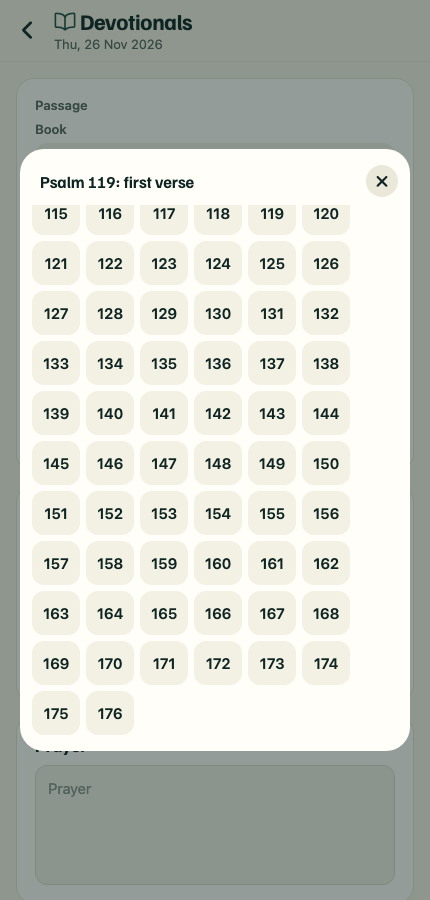 Devotionals
Thu, 26 Nov 2026
Passage
Book
Psalm 119: first verse
115 116 117 118 119 120
121 122 123 124 125 126
127 128 129 130 131 132
133 134 135 136 137 138
139 140 141 142 143 144
145 146 147 148 149 150
151 152 153 154 155 156
157 158 159 160 161 162
163 164 165 166 167 168
169 170 171 172 173 174
175 176
Prayer
Prayer